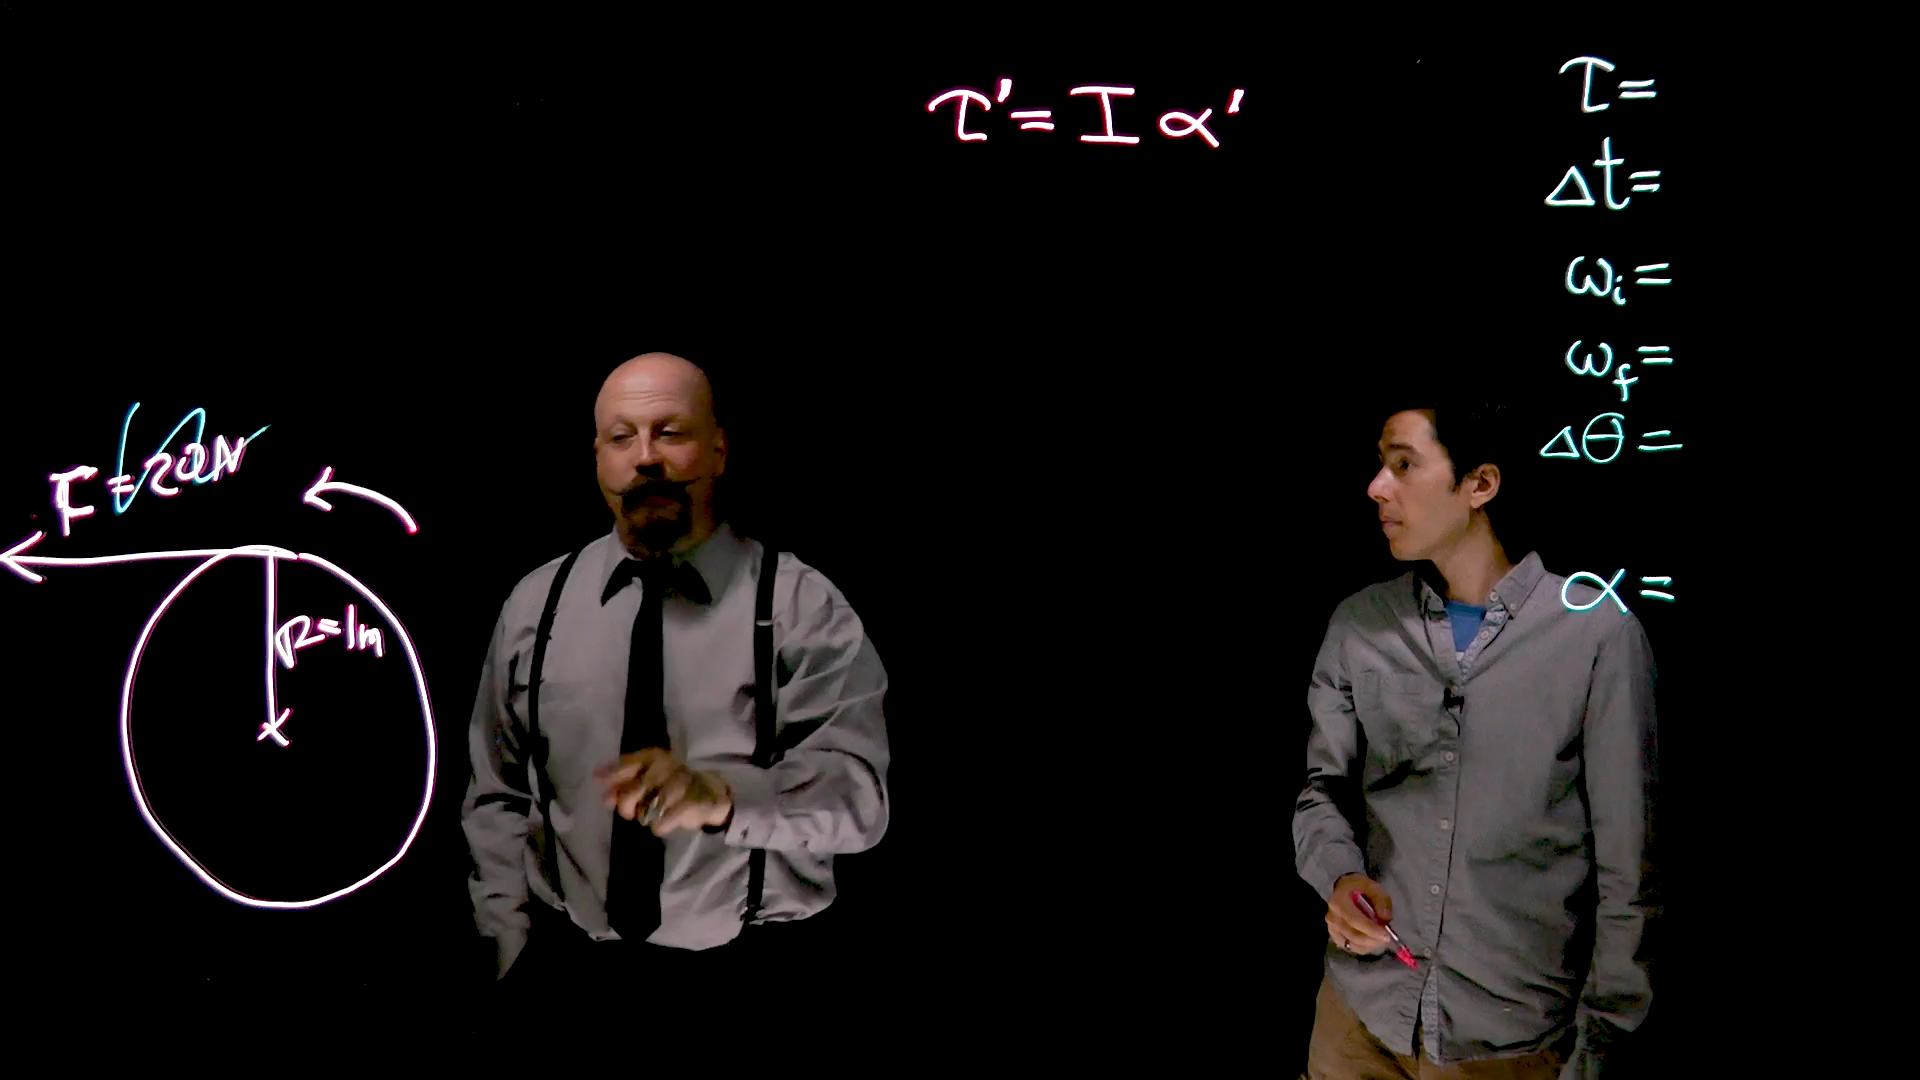 τ' = I α'
τ =
Δt =
ωi =
ωf =
Δθ =
α =
F = 20N
R = 1m
x